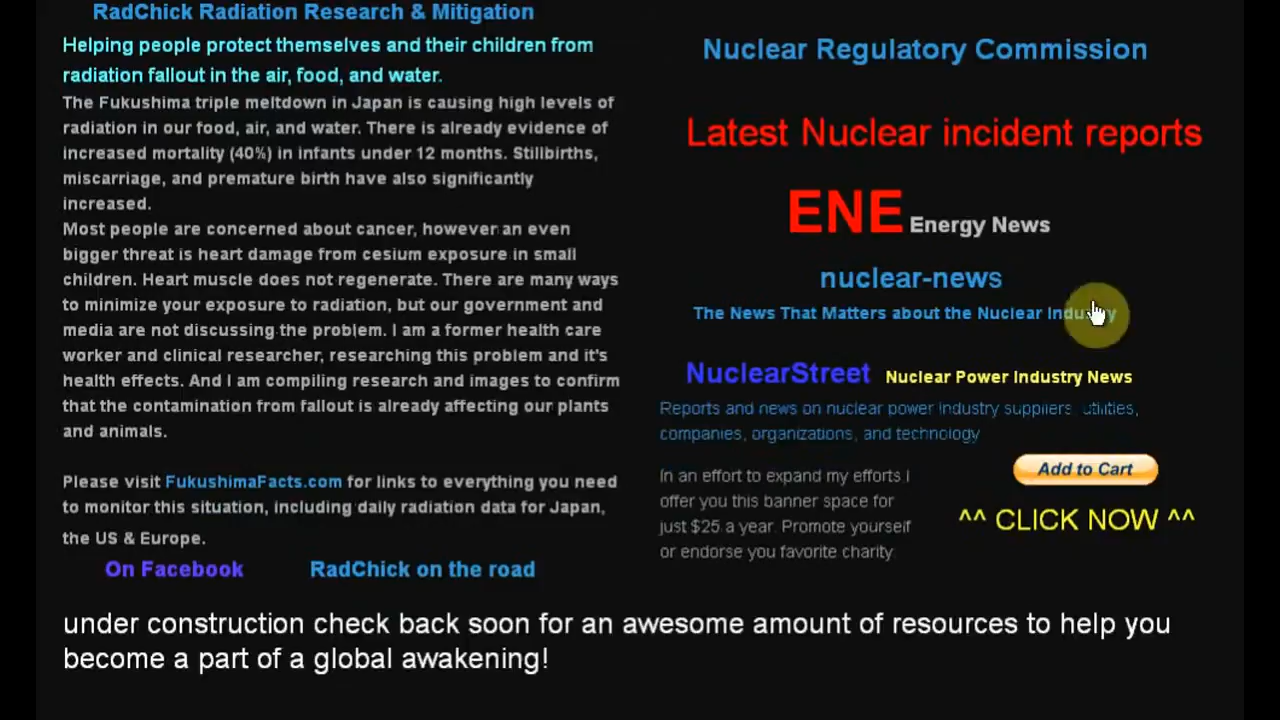 RadChick Radiation Research & Mitigation
Helping people protect themselves and their children from
radiation fallout in the air, food, and water.
The Fukushima triple meltdown in Japan is causing high levels of
radiation in our food, air, and water. There is already evidence of
increased mortality (40%) in infants under 12 months. Stillbirths,
miscarriage, and premature birth have also significantly
increased.
Most people are concerned about cancer, however an even
bigger threat is heart damage from cesium exposure in small
children. Heart muscle does not regenerate. There are many ways
to minimize your exposure to radiation, but our government and
media are not discussing the problem. I am a former health care
worker and clinical researcher, researching this problem and it's
health effects. And I am compiling research and images to confirm
that the contamination from fallout is already affecting our plants
and animals.
Please visit FukushimaFacts.com for links to everything you need
to monitor this situation, including daily radiation data for Japan,
the US & Europe.
On Facebook RadChick on the road
Nuclear Regulatory Commission
Latest Nuclear incident reports
ENE Energy News
nuclear-news
The News That Matters about the Nuclear Industry
NuclearStreet Nuclear Power Industry News
Reports and news on nuclear power industry suppliers, utilities,
companies, organizations, and technology
In an effort to expand my efforts I
offer you this banner space for
just $25 a year. Promote yourself
or endorse you favorite charity
Add to Cart
^^ CLICK NOW ^^
under construction check back soon for an awesome amount of resources to help you
become a part of a global awakening!